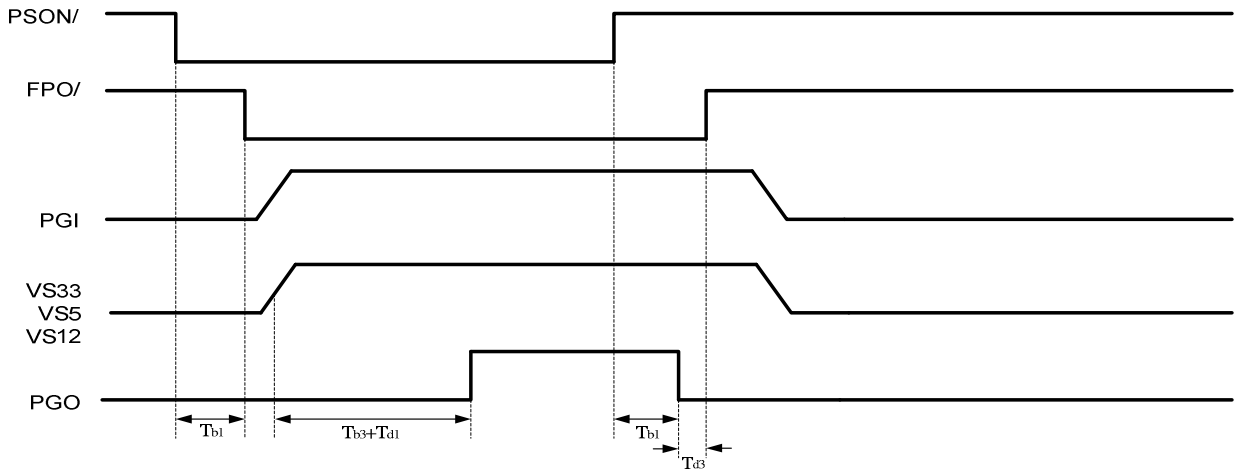 PSON/
FPO/
PGI
VS33
VS5
VS12
PGO
Tb1
Tb3+Td1
Tb1
Td3